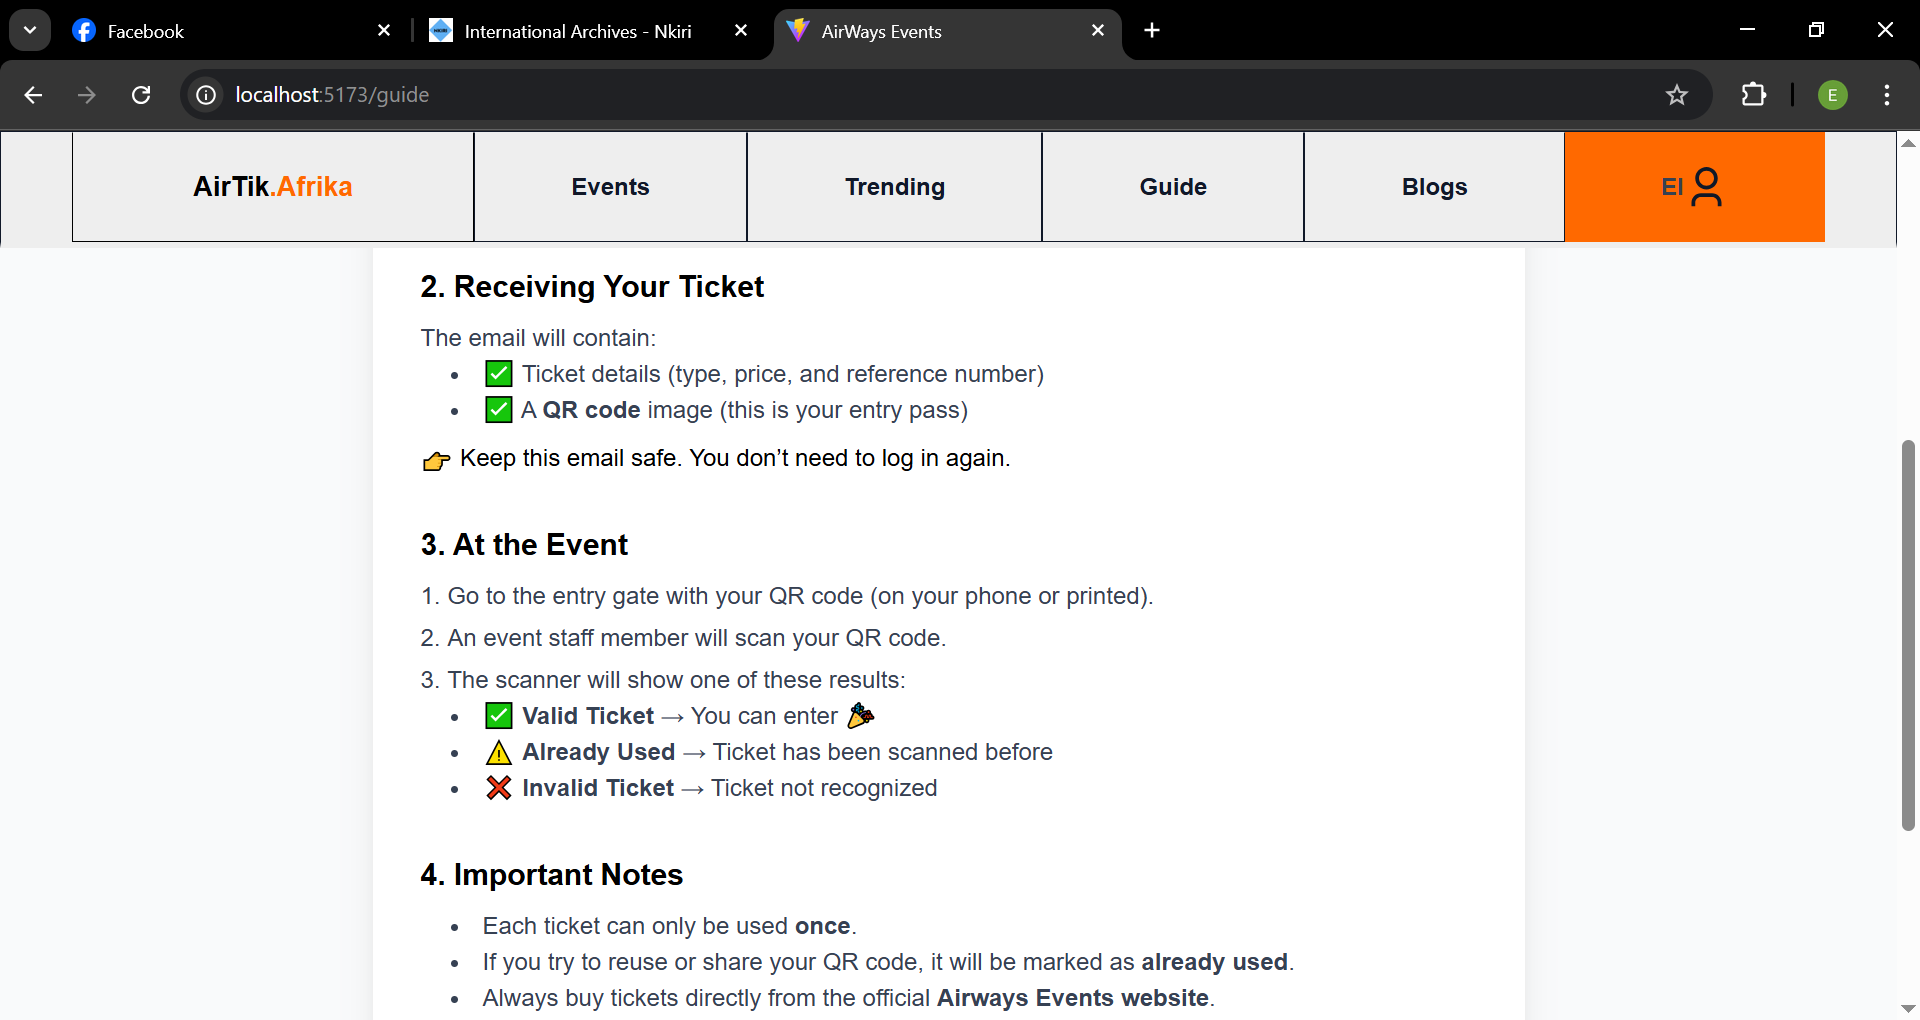 Facebook
International Archives - Nkiri
AirWays Events
localhost:5173/guide
E
AirTik.Afrika
Events
Trending
Guide
Blogs
El
2. Receiving Your Ticket
The email will contain:
• ✅ Ticket details (type, price, and reference number)
• ✅ A QR code image (this is your entry pass)
👉 Keep this email safe. You don’t need to log in again.
3. At the Event
1. Go to the entry gate with your QR code (on your phone or printed).
2. An event staff member will scan your QR code.
3. The scanner will show one of these results:
• ✅ Valid Ticket → You can enter 🎉
• ⚠️ Already Used → Ticket has been scanned before
• ❌ Invalid Ticket → Ticket not recognized
4. Important Notes
• Each ticket can only be used once.
• If you try to reuse or share your QR code, it will be marked as already used.
• Always buy tickets directly from the official Airways Events website.